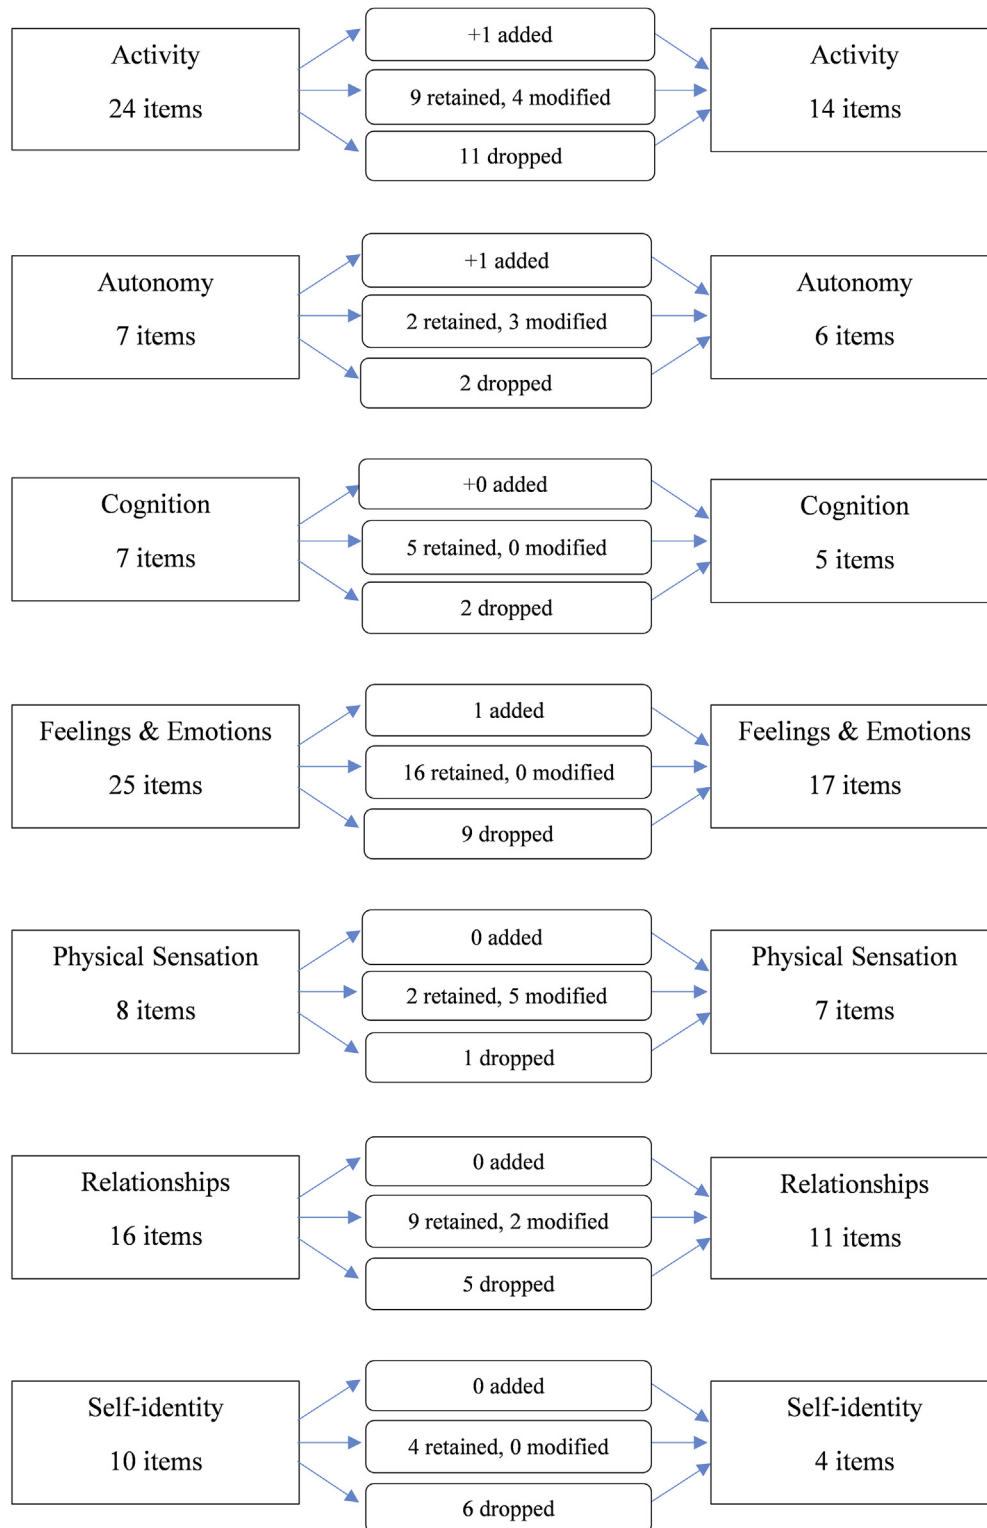 Activity
24 items
+1 added
9 retained, 4 modified
11 dropped
Activity
14 items
Autonomy
7 items
+1 added
2 retained, 3 modified
2 dropped
Autonomy
6 items
Cognition
7 items
+0 added
5 retained, 0 modified
2 dropped
Cognition
5 items
Feelings & Emotions
25 items
1 added
16 retained, 0 modified
9 dropped
Feelings & Emotions
17 items
Physical Sensation
8 items
0 added
2 retained, 5 modified
1 dropped
Physical Sensation
7 items
Relationships
16 items
0 added
9 retained, 2 modified
5 dropped
Relationships
11 items
Self-identity
10 items
0 added
4 retained, 0 modified
6 dropped
Self-identity
4 items